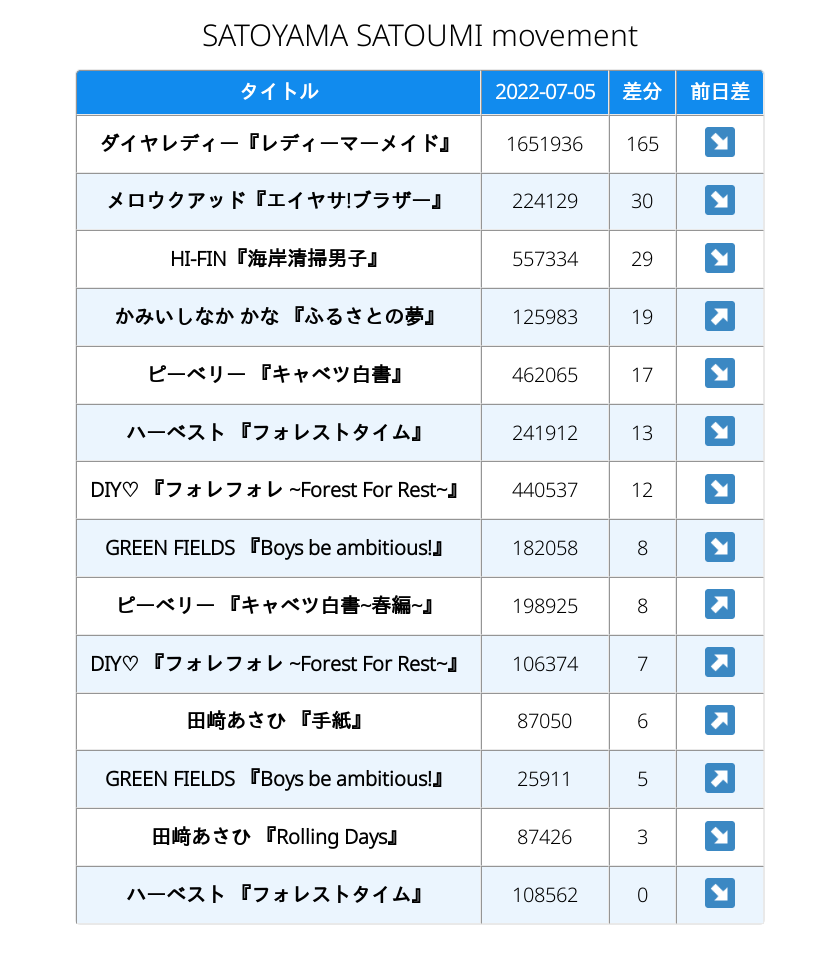 SATOYAMA SATOUMI movement
タイトル 2022-07-05 差分 前日差
ダイヤレディー『レディーマーメイド』 1651936 165 ↘
メロウクアッド『エイヤサ!ブラザー』 224129 30 ↘
HI-FIN『海岸清掃男子』 557334 29 ↘
かみいしなか かな 『ふるさとの夢』 125983 19 ↗
ピーベリー 『キャベツ白書』 462065 17 ↘
ハーベスト 『フォレストタイム』 241912 13 ↘
DIY♡ 『フォレフォレ ~Forest For Rest~』 440537 12 ↘
GREEN FIELDS 『Boys be ambitious!』 182058 8 ↘
ピーベリー 『キャベツ白書~春編~』 198925 8 ↗
DIY♡ 『フォレフォレ ~Forest For Rest~』 106374 7 ↗
田﨑あさひ 『手紙』 87050 6 ↗
GREEN FIELDS 『Boys be ambitious!』 25911 5 ↗
田﨑あさひ 『Rolling Days』 87426 3 ↘
ハーベスト 『フォレストタイム』 108562 0 ↘